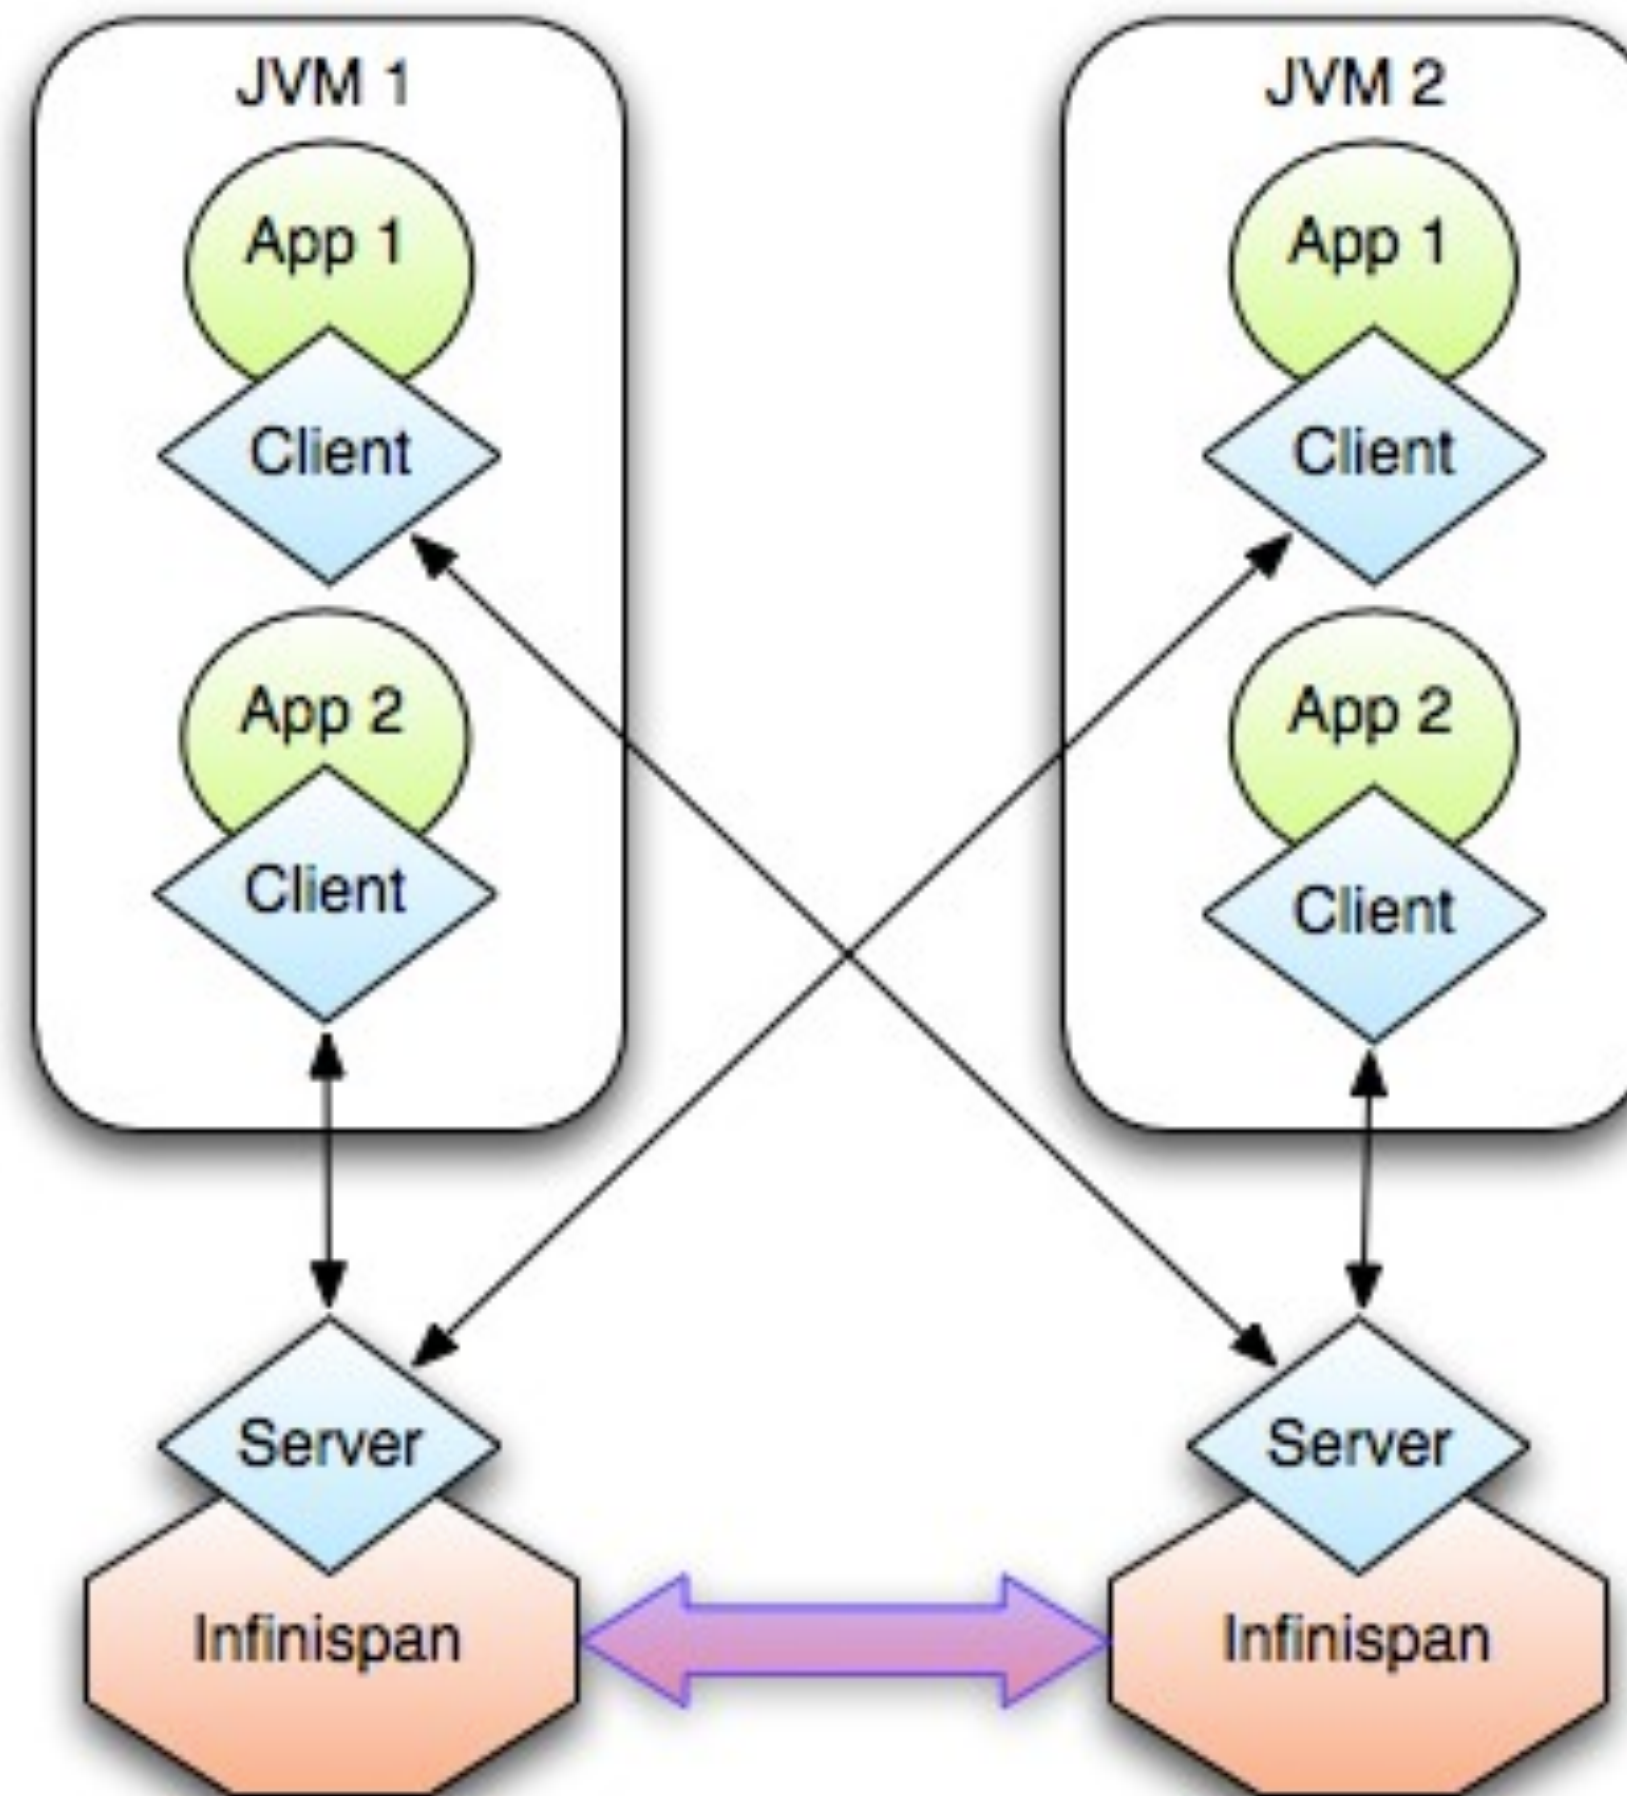 JVM 1
App 1
Client
App 2
Client
JVM 2
App 1
Client
App 2
Client
Server
Infinispan
Server
Infinispan